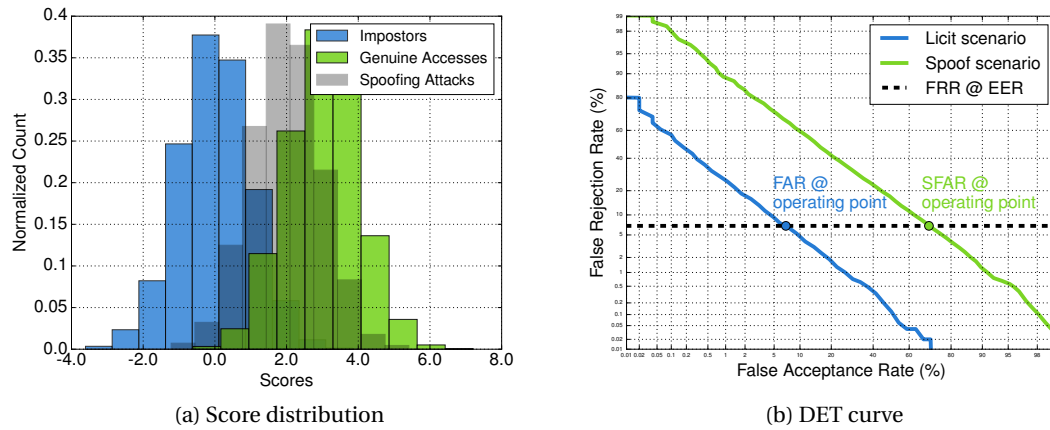 0.40
0.35
0.30
0.25
0.20
0.15
0.10
0.05
0.0
-4.0 -2.0 0.0 2.0 4.0 6.0 8.0
Normalized Count
Scores
Impostors
Genuine Accesses
Spoofing Attacks
(a) Score distribution
99
98
95
90
80
60
40
20
10
5
2
1
0.5
0.2
0.1
0.05
0.02
0.01
0.01 0.02 0.05 0.1 0.2 0.5 1 2 5 10 20 40 60 80 90 95 98
False Rejection Rate (%)
False Acceptance Rate (%)
Licit scenario
Spoof scenario
FRR @ EER
FAR @
operating point
SFAR @
operating point
(b) DET curve